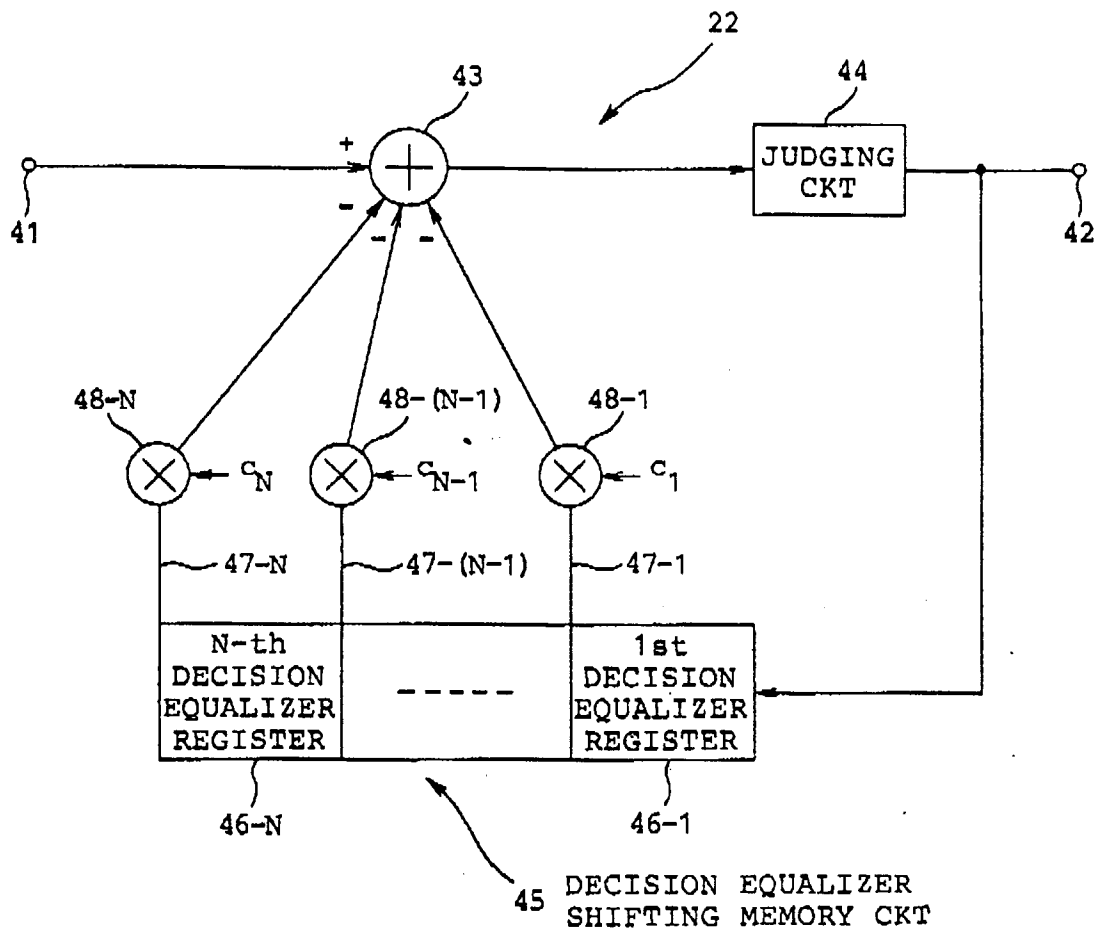 22
43
44
+
JUDGING
CKT
-
-
-
41
42
48-N
48-(N-1)
48-1
C_N
C_N-1
C_1
47-N
47-(N-1)
47-1
N-th
DECISION
EQUALIZER
REGISTER
-----
1st
DECISION
EQUALIZER
REGISTER
46-N
46-1
45 DECISION EQUALIZER
SHIFTING MEMORY CKT